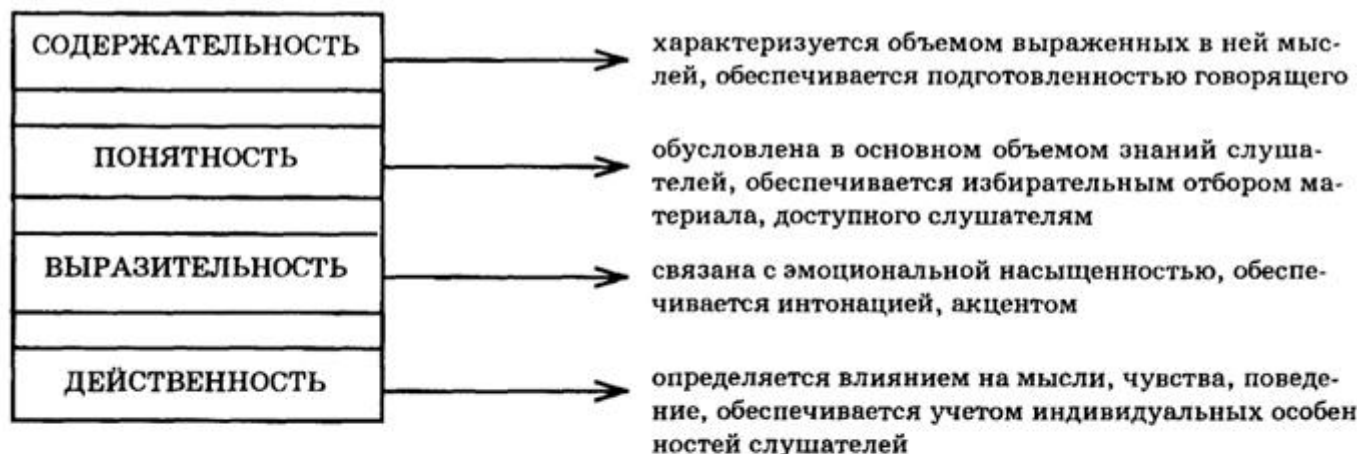 СОДЕРЖАТЕЛЬНОСТЬ
характеризуется объемом выраженных в ней мыс-
лей, обеспечивается подготовленностью говорящего
ПОНЯТНОСТЬ
обусловлена в основном объемом знаний слуша-
телей, обеспечивается избирательным отбором ма-
териала, доступного слушателям
ВЫРАЗИТЕЛЬНОСТЬ
связана с эмоциональной насыщенностью, обеспе-
чивается интонацией, акцентом
ДЕЙСТВЕННОСТЬ
определяется влиянием на мысли, чувства, поведе-
ние, обеспечивается учетом индивидуальных особен
ностей слушателей